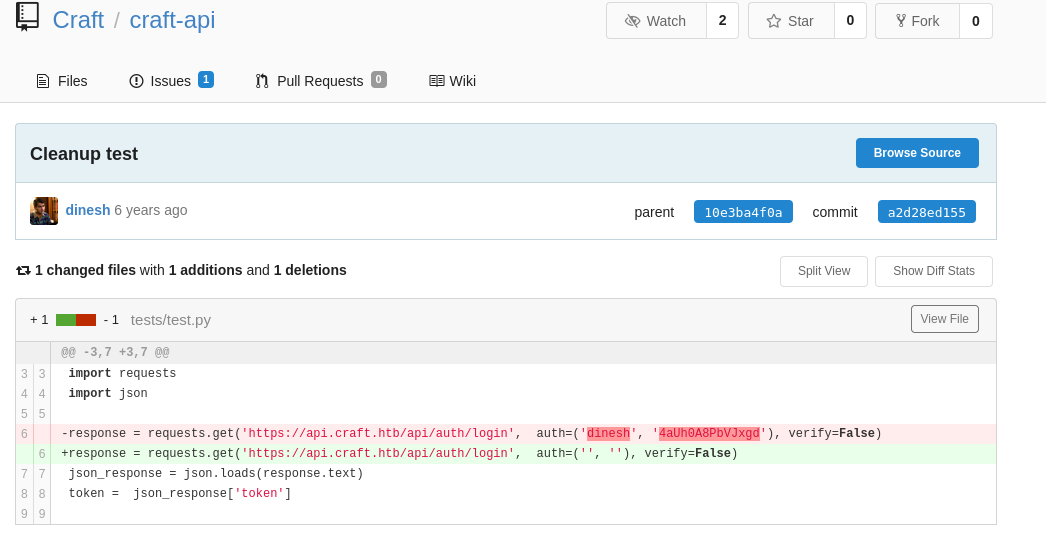 Craft / craft-api
Watch 2 Star 0 Fork 0
Files Issues 1 Pull Requests 0 Wiki
Cleanup test
Browse Source
dinesh 6 years ago parent 10e3ba4f0a commit a2d28ed155
1 changed files with 1 additions and 1 deletions
Split View Show Diff Stats
+ 1 - 1 tests/test.py View File
@@ -3,7 +3,7 @@
3 3 import requests
4 4 import json
5 5
6 -response = requests.get('https://api.craft.htb/api/auth/login',  auth=('dinesh', '4aUh0A8PbVJxgd'), verify=False)
6 +response = requests.get('https://api.craft.htb/api/auth/login',  auth=('', ''), verify=False)
7 7 json_response = json.loads(response.text)
8 8 token =  json_response['token']
9 9